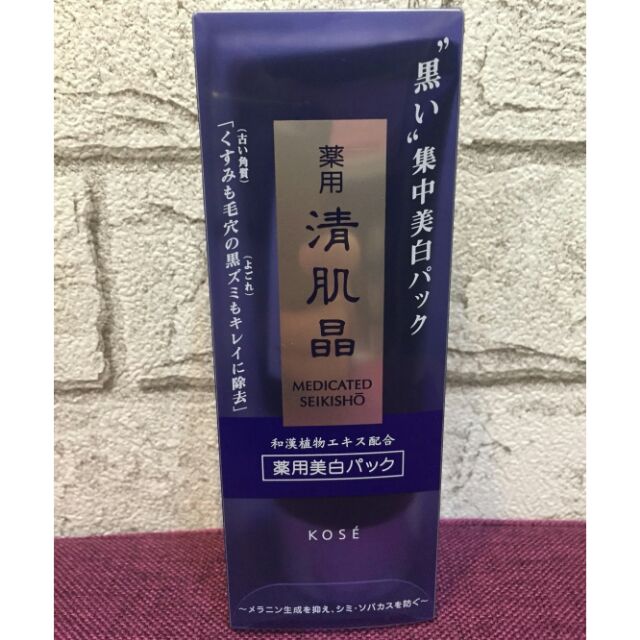 ”黒い“集中美白パック
薬用
清肌晶
MEDICATED
SEIKISHŌ
(古い角質)
(よごれ)
「くすみも毛穴の黒ズミもキレイに除去」
和漢植物エキス配合
薬用美白パック
KOSÉ
～メラニン生成を抑え、シミ・ソバカスを防ぐ～